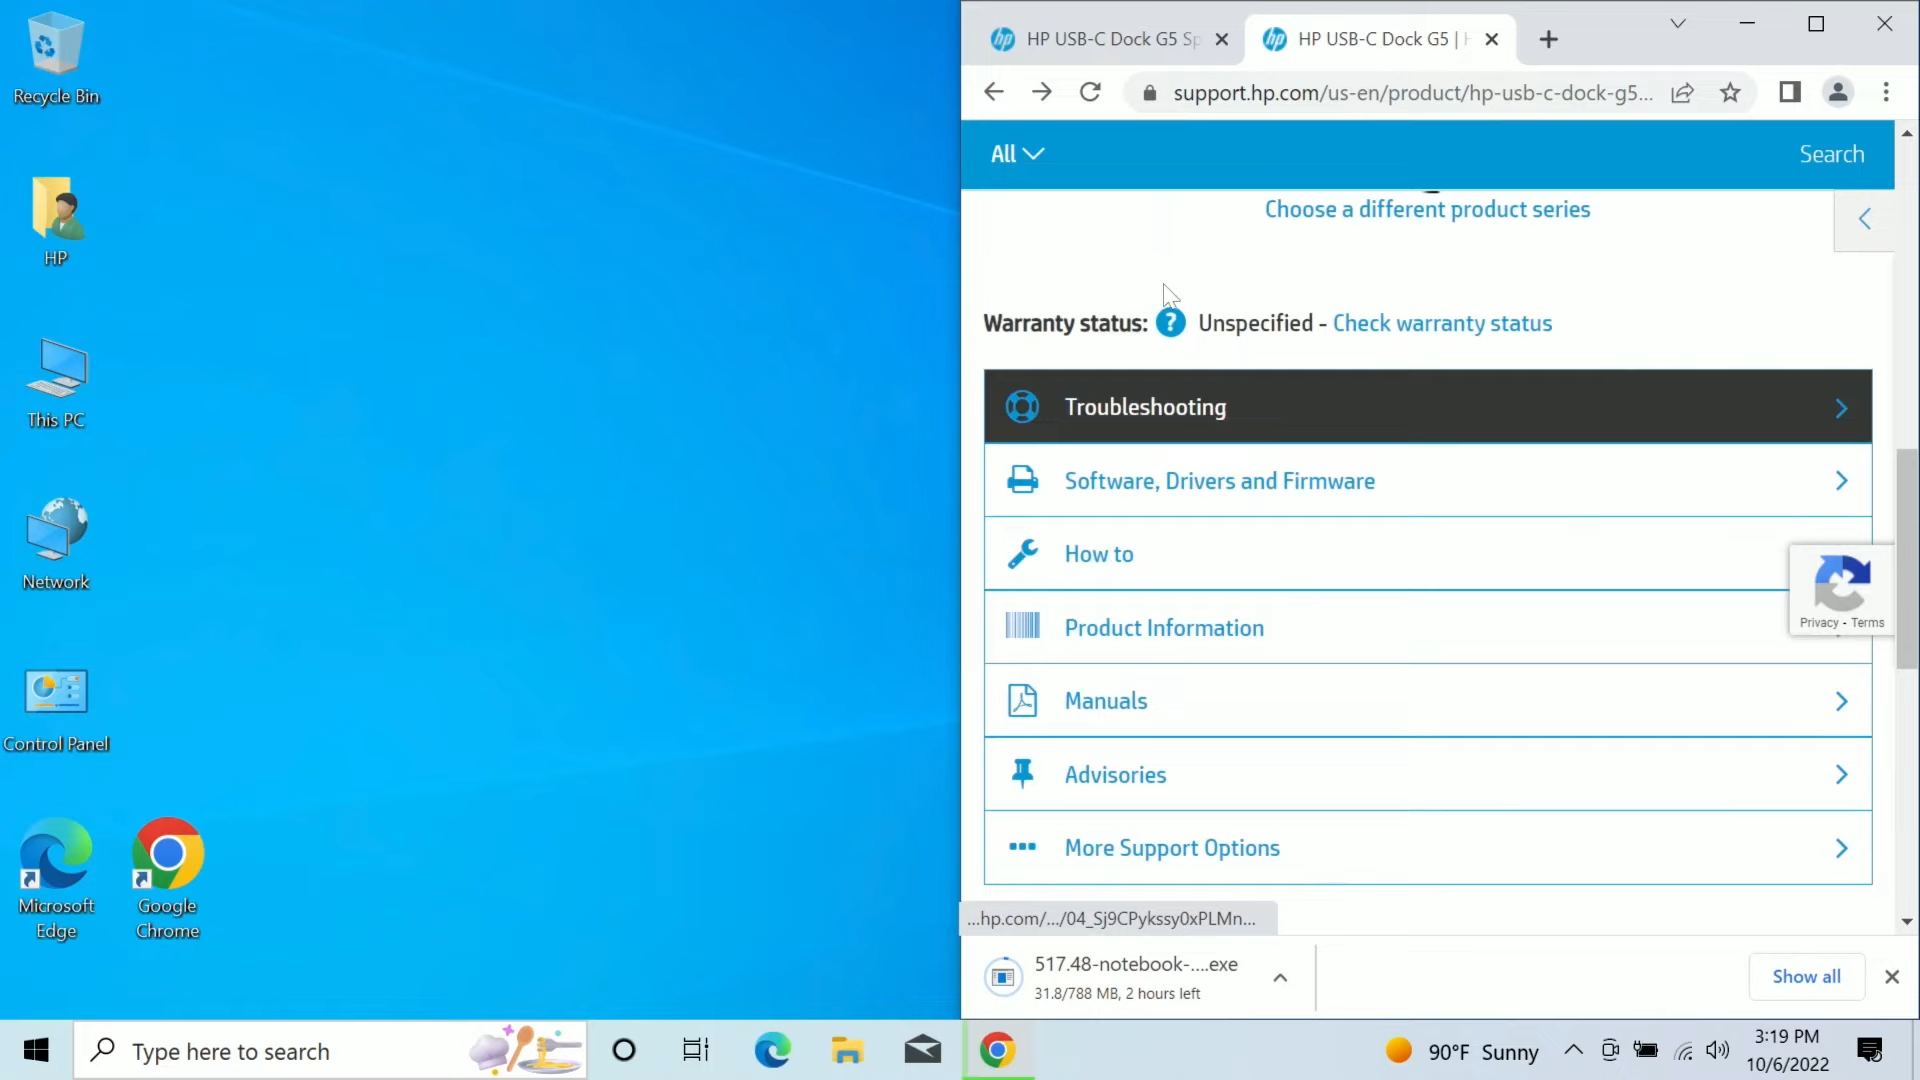 Recycle Bin
HP
This PC
Network
Control Panel
Microsoft
Edge
Google
Chrome
HP USB-C Dock G5 Sp
HP USB-C Dock G5 |
support.hp.com/us-en/product/hp-usb-c-dock-g5...
All
Search
Choose a different product series
Warranty status: ? Unspecified - Check warranty status
Troubleshooting
Software, Drivers and Firmware
How to
Product Information
Privacy - Terms
Manuals
Advisories
More Support Options
...hp.com/.../04_Sj9CPykssy0xPLMn...
517.48-notebook-....exe
31.8/788 MB, 2 hours left
Show all
Type here to search
90°F Sunny
3:19 PM
10/6/2022